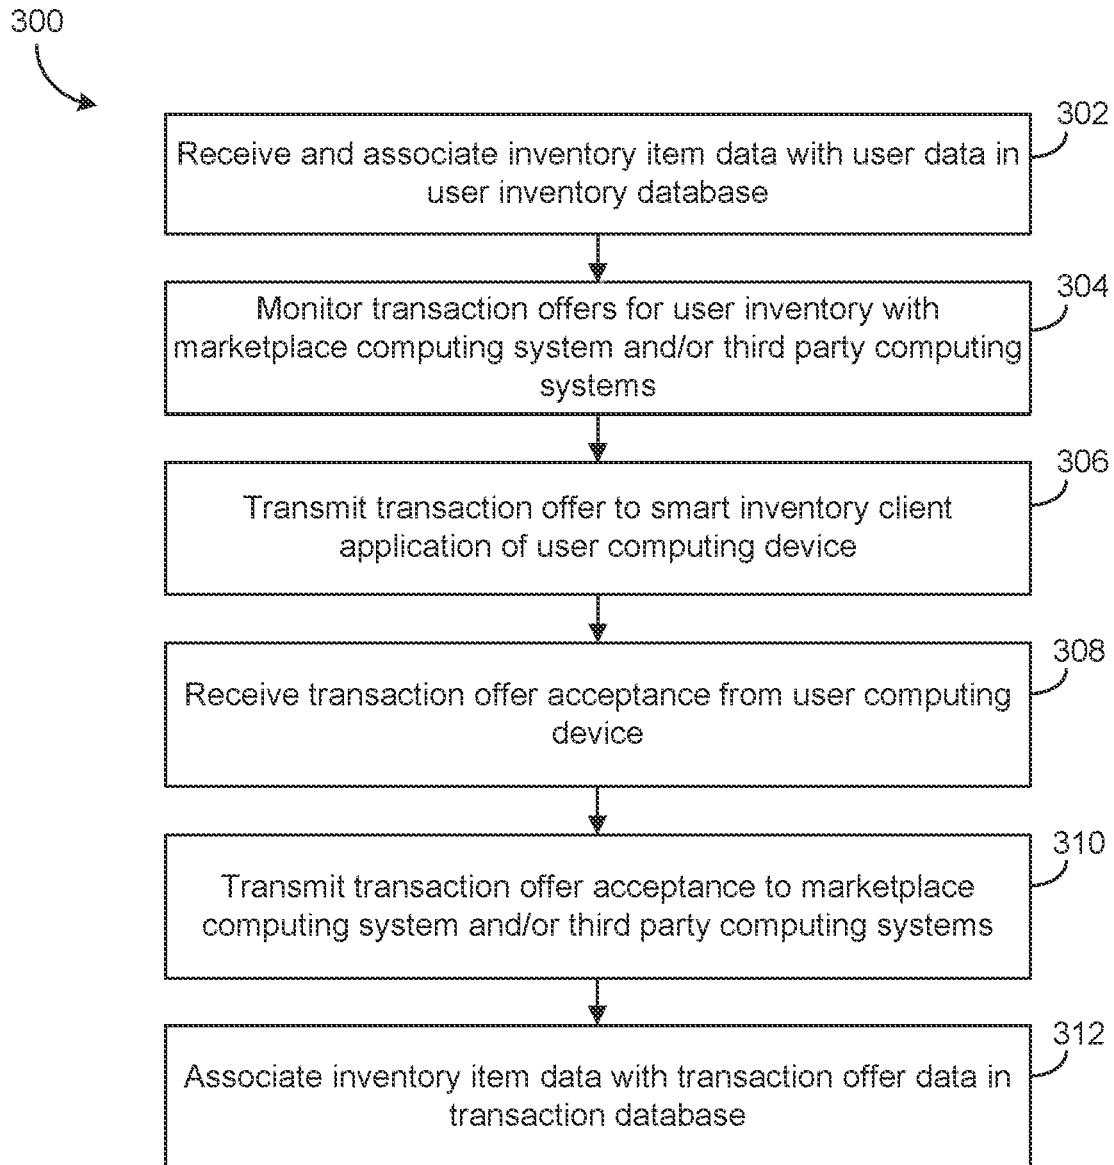 300
302
Receive and associate inventory item data with user data in
user inventory database
304
Monitor transaction offers for user inventory with
marketplace computing system and/or third party computing
systems
306
Transmit transaction offer to smart inventory client
application of user computing device
308
Receive transaction offer acceptance from user computing
device
310
Transmit transaction offer acceptance to marketplace
computing system and/or third party computing systems
312
Associate inventory item data with transaction offer data in
transaction database